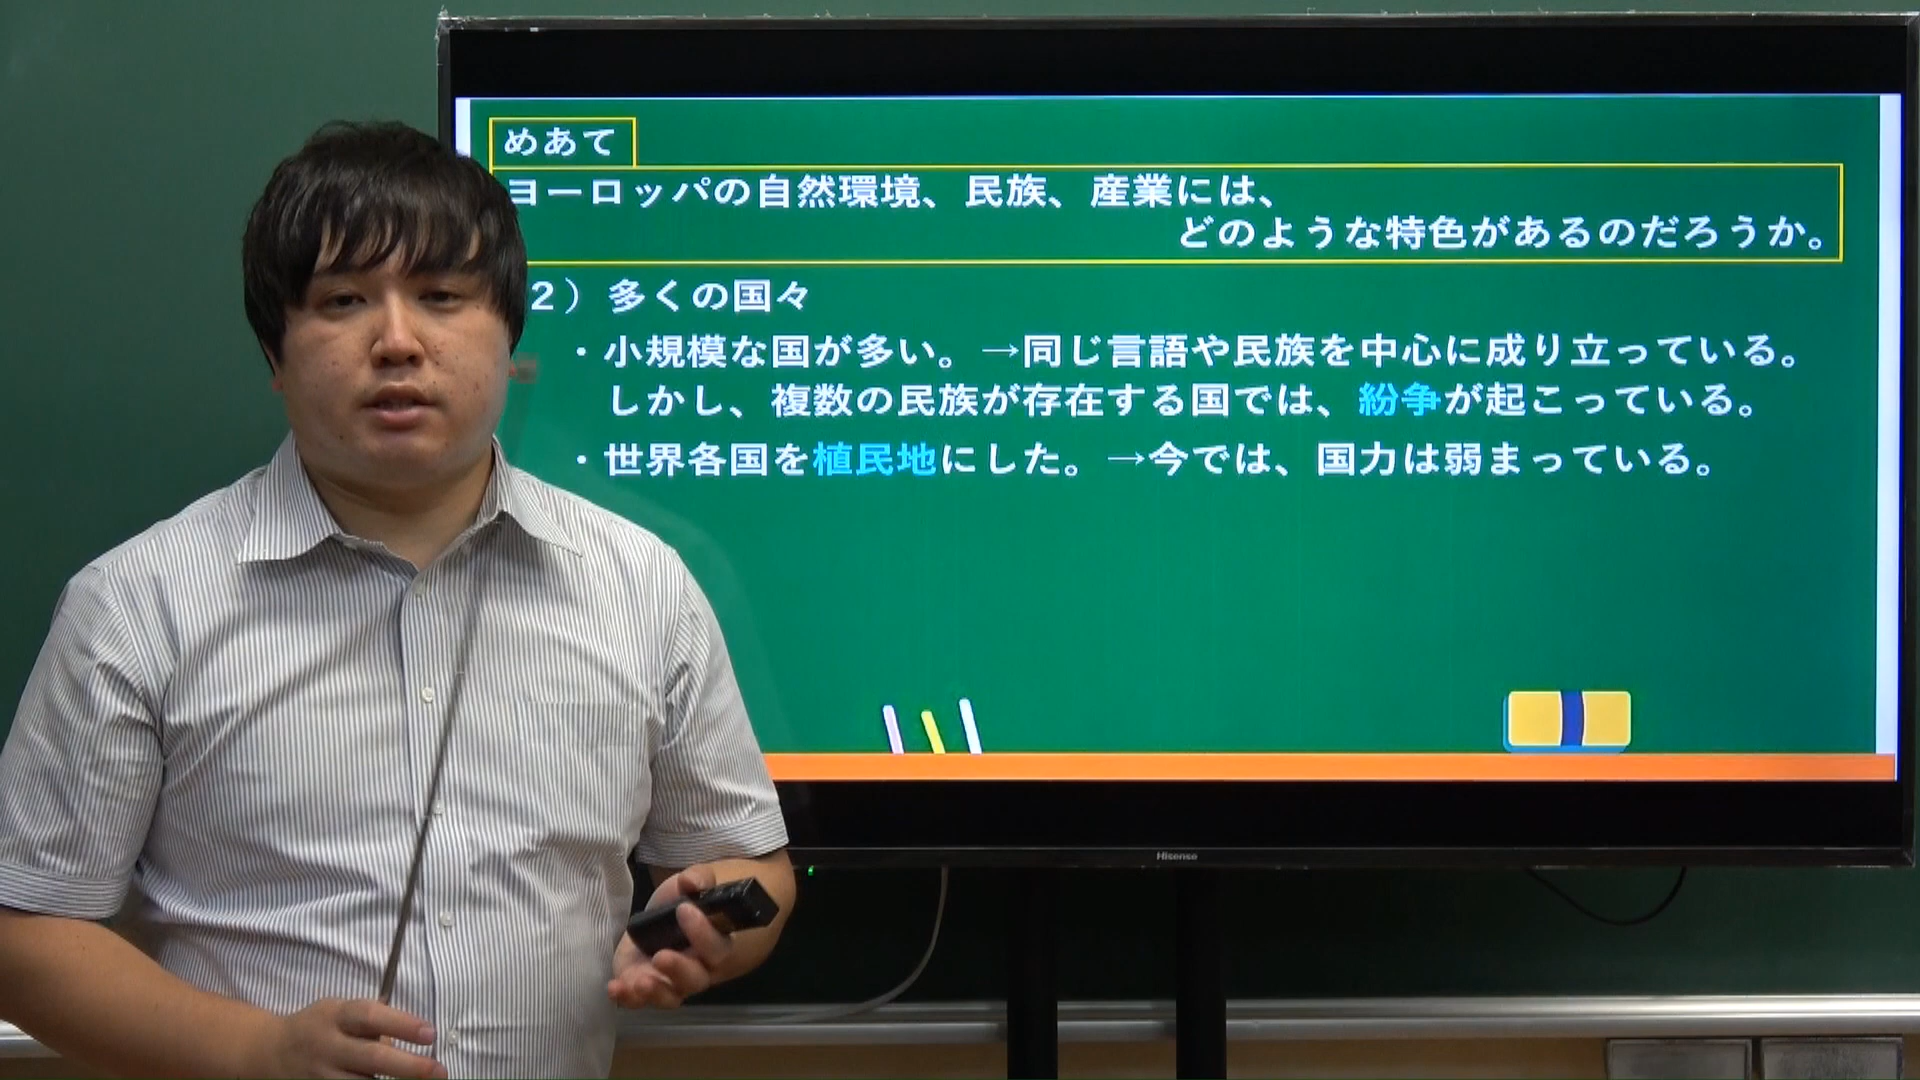 めあて
ヨーロッパの自然環境、民族、産業には、
どのような特色があるのだろうか。
2）多くの国々
・小規模な国が多い。→同じ言語や民族を中心に成り立っている。
しかし、複数の民族が存在する国では、紛争が起こっている。
・世界各国を植民地にした。→今では、国力は弱まっている。
Hisense